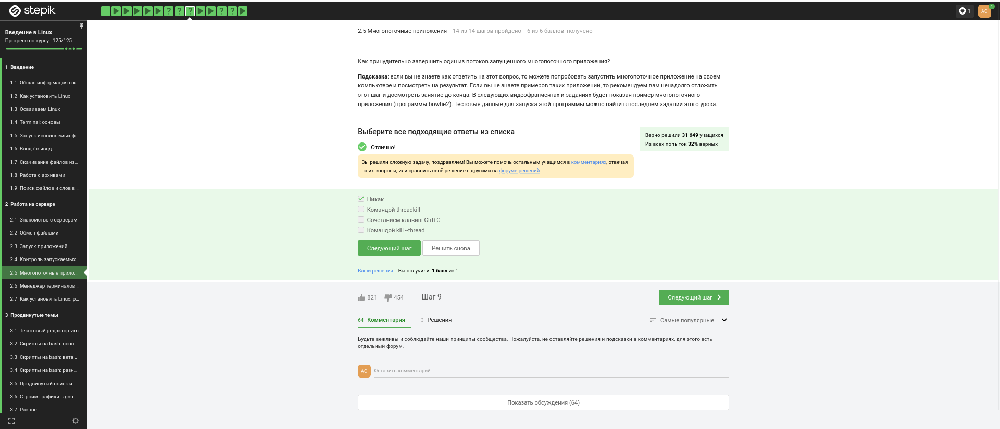 stepik
? ? ? ? ?
1
АО
1
Введение в Linux
Прогресс по курсу: 125/125
1 Введение
1.1 Общая информация о к...
1.2 Как установить Linux
1.3 Осваиваем Linux
1.4 Terminal: основы
1.5 Запуск исполняемых ф...
1.6 Ввод / вывод
1.7 Скачивание файлов из...
1.8 Работа с архивами
1.9 Поиск файлов и слов в...
2 Работа на сервере
2.1 Знакомство с сервером
2.2 Обмен файлами
2.3 Запуск приложений
2.4 Контроль запускаемых...
2.5 Многопоточные прило...
2.6 Менеджер терминалов...
2.7 Как установить Linux: р...
3 Продвинутые темы
3.1 Текстовый редактор vim
3.2 Скрипты на bash: осно...
3.3 Скрипты на bash: ветв...
3.4 Скрипты на bash: разн...
3.5 Продвинутый поиск и ...
3.6 Строим графики в gnu...
3.7 Разное
2.5 Многопоточные приложения 14 из 14 шагов пройдено 6 из 6 баллов получено
Как принудительно завершить один из потоков запущенного многопоточного приложения?
Подсказка: если вы не знаете как ответить на этот вопрос, то можете попробовать запустить многопоточное приложение на своем
компьютере и посмотреть на результат. Если вы не знаете примеров таких приложений, то рекомендуем вам ненадолго отложить
этот шаг и досмотреть занятие до конца. В следующих видеофрагментах и заданиях будет показан пример многопоточного
приложения (программы bowtie2). Тестовые данные для запуска этой программы можно найти в последнем задании этого урока.
Выберите все подходящие ответы из списка
Верно решили 31 649 учащихся
Из всех попыток 32% верных
Отлично!
Вы решили сложную задачу, поздравляем! Вы можете помочь остальным учащимся в комментариях, отвечая
на их вопросы, или сравнить своё решение с другими на форуме решений.
Никак
Командой threadkill
Сочетанием клавиш Ctrl+C
Командой kill --thread
Следующий шаг Решить снова
Ваши решения Вы получили: 1 балл из 1
821 454 Шаг 9 Следующий шаг
64 Комментария 3 Решения Самые популярные
Будьте вежливы и соблюдайте наши принципы сообщества. Пожалуйста, не оставляйте решения и подсказки в комментариях, для этого есть
отдельный форум.
АО Оставить комментарий
Показать обсуждения (64)